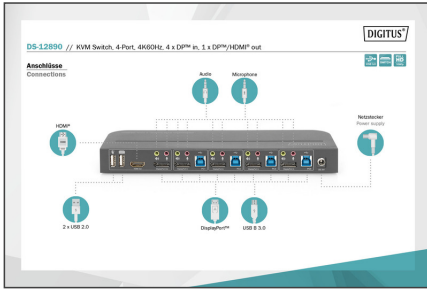 DIGITUS®
DS-12890 // KVM Switch, 4-Port, 4K60Hz, 4 x DP™ in, 1 x DP™/HDMI® out
Anschlüsse
Connections
Audio
Microphone
HDMI®
Netzstecker
Power supply
2 x USB 2.0
DisplayPort™
USB B 3.0